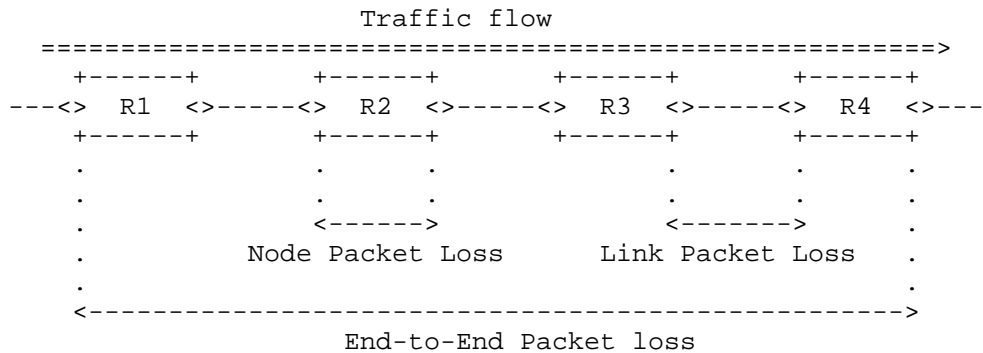 Traffic flow
R1 R2 R3 R4
Node Packet Loss Link Packet Loss
End-to-End Packet loss